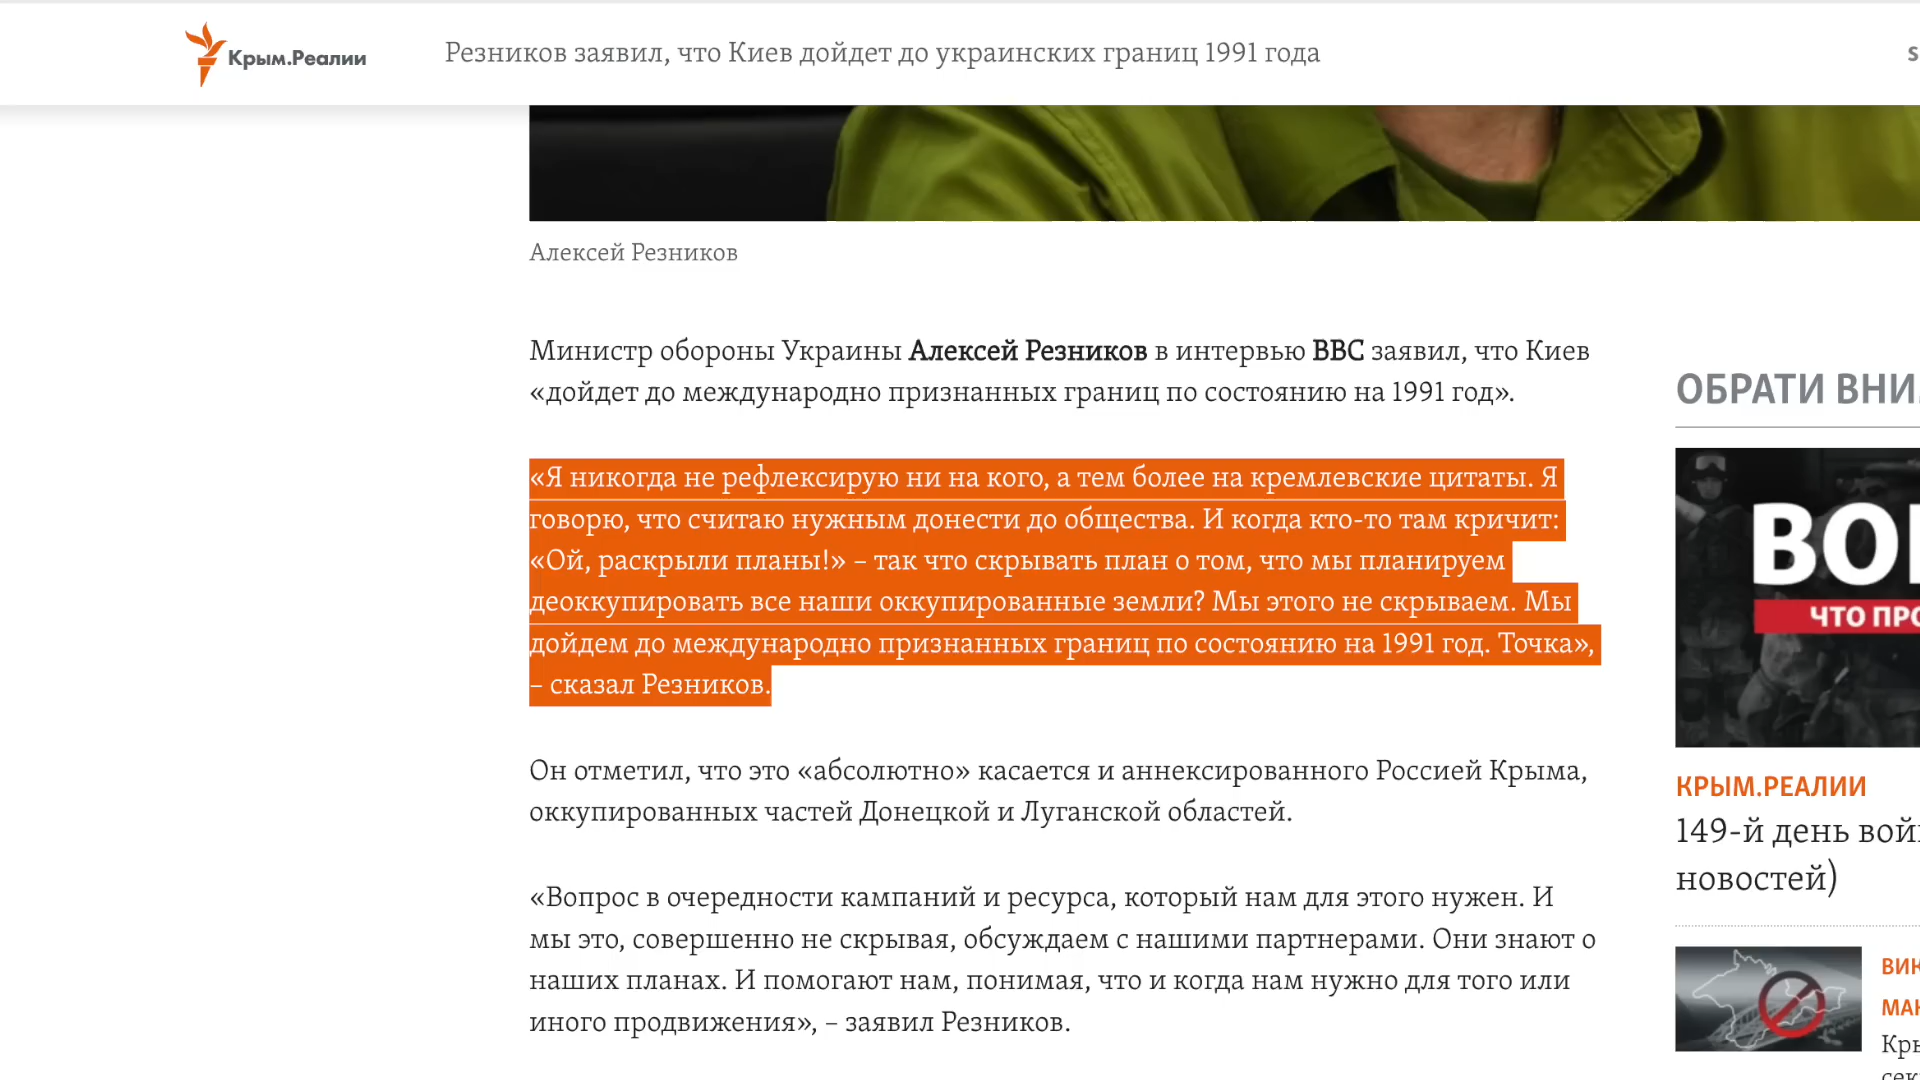 Крым.Реалии
Резников заявил, что Киев дойдет до украинских границ 1991 года
Алексей Резников
Министр обороны Украины Алексей Резников в интервью BBC заявил, что Киев
«дойдет до международно признанных границ по состоянию на 1991 год».
«Я никогда не рефлексирую ни на кого, а тем более на кремлевские цитаты. Я
говорю, что считаю нужным донести до общества. И когда кто-то там кричит:
«Ой, раскрыли планы!» – так что скрывать план о том, что мы планируем
деоккупировать все наши оккупированные земли? Мы этого не скрываем. Мы
дойдем до международно признанных границ по состоянию на 1991 год. Точка»,
– сказал Резников.
Он отметил, что это «абсолютно» касается и аннексированного Россией Крыма,
оккупированных частей Донецкой и Луганской областей.
«Вопрос в очередности кампаний и ресурса, который нам для этого нужен. И
мы это, совершенно не скрывая, обсуждаем с нашими партнерами. Они знают о
наших планах. И помогают нам, понимая, что и когда нам нужно для того или
иного продвижения», – заявил Резников.
ОБРАТИ
ЧТО
КРЫМ.РЕАЛИИ
149-й день
новостей)